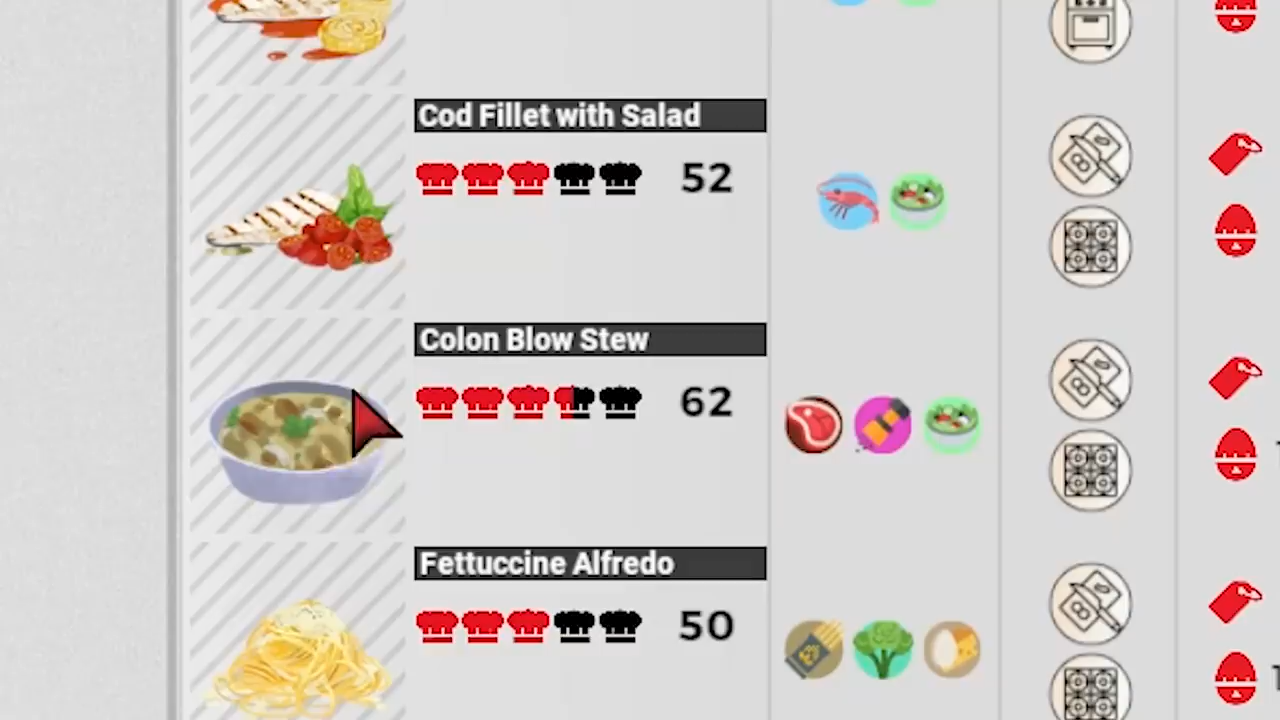 Cod Fillet with Salad
52
Colon Blow Stew
62
Fettuccine Alfredo
50